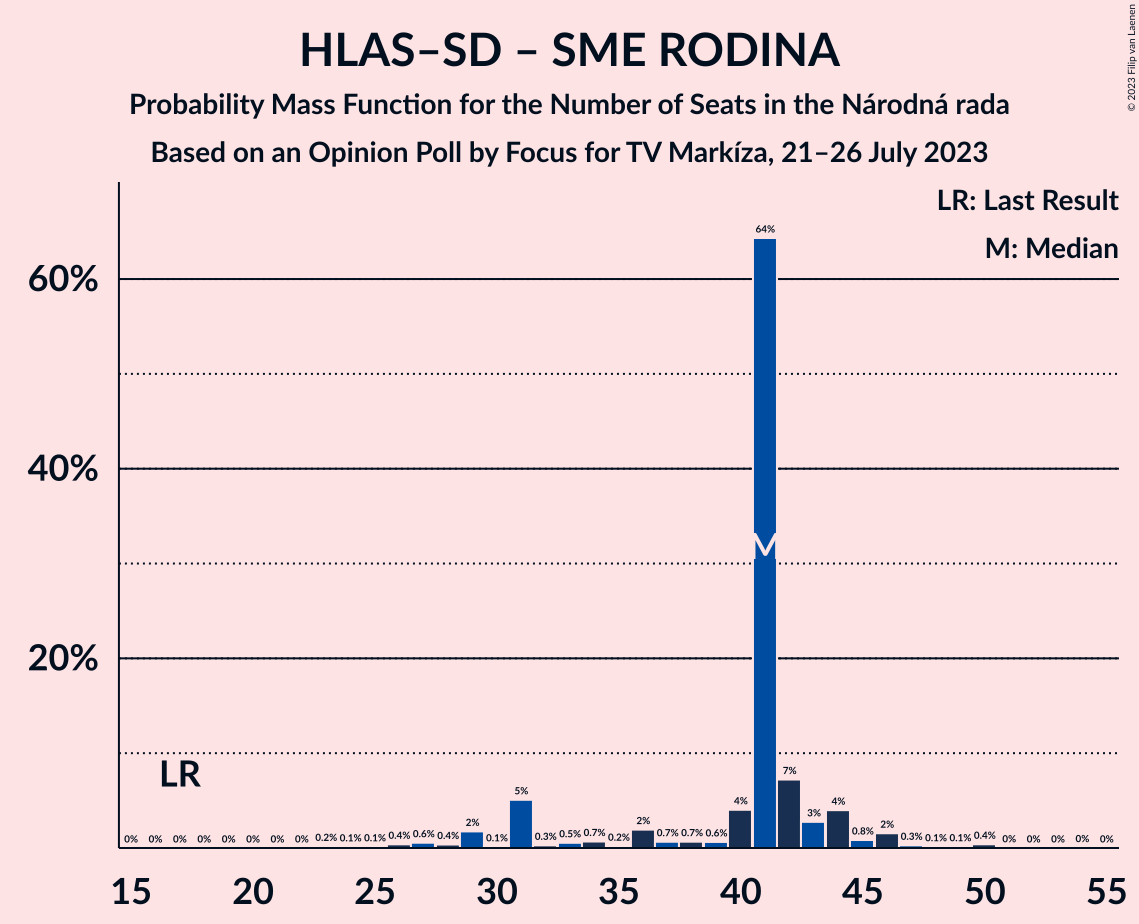 HLAS–SD – SME RODINA
Probability Mass Function for the Number of Seats in the Národná rada
Based on an Opinion Poll by Focus for TV Markíza, 21–26 July 2023
© 2023 Filip van Laenen
LR: Last Result
M: Median
60%
40%
20%
LR
M
0% 0% 0% 0% 0% 0% 0% 0% 0.2% 0.1% 0.1% 0.4% 0.6% 0.4% 2% 0.1% 5% 0.3% 0.5% 0.7% 0.2% 2% 0.7% 0.7% 0.6% 4% 64% 7% 3% 4% 0.8% 2% 0.3% 0.1% 0.1% 0.4% 0% 0% 0% 0% 0%
15 20 25 30 35 40 45 50 55